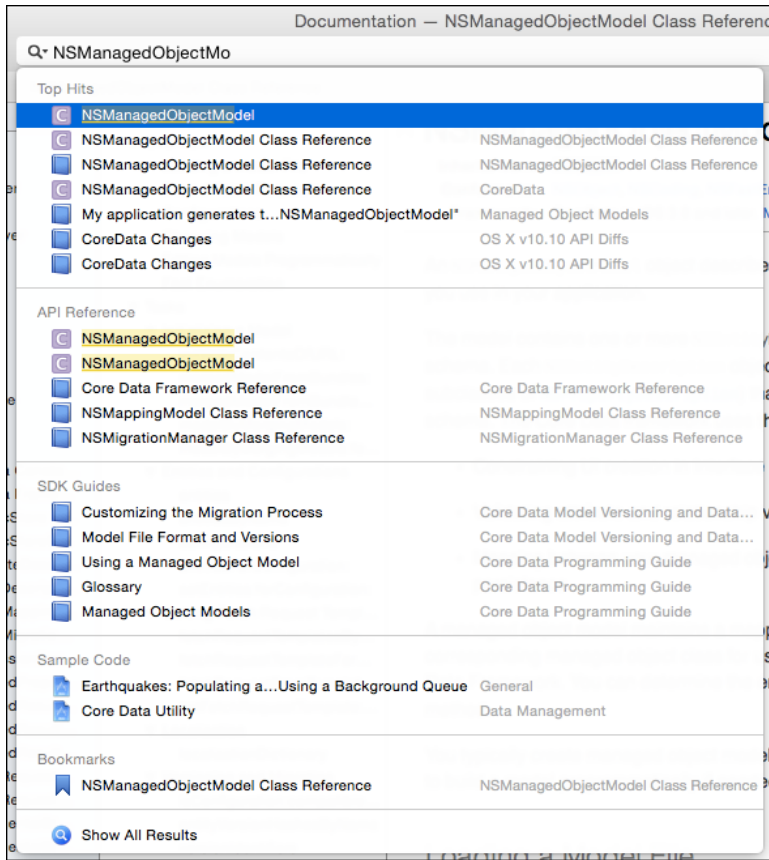 Documentation — NSManagedObjectModel Class Referenc
NSManagedObjectMo
Top Hits
NSManagedObjectModel
NSManagedObjectModel Class Reference NSManagedObjectModel Class Reference
NSManagedObjectModel Class Reference NSManagedObjectModel Class Reference
NSManagedObjectModel Class Reference CoreData
My application generates t...NSManagedObjectModel" Managed Object Models
CoreData Changes OS X v10.10 API Diffs
CoreData Changes OS X v10.10 API Diffs
API Reference
NSManagedObjectModel
NSManagedObjectModel
Core Data Framework Reference Core Data Framework Reference
NSMappingModel Class Reference NSMappingModel Class Reference
NSMigrationManager Class Reference NSMigrationManager Class Reference
SDK Guides
Customizing the Migration Process Core Data Model Versioning and Data...
Model File Format and Versions Core Data Model Versioning and Data...
Using a Managed Object Model Core Data Programming Guide
Glossary Core Data Programming Guide
Managed Object Models Core Data Programming Guide
Sample Code
Earthquakes: Populating a...Using a Background Queue General
Core Data Utility Data Management
Bookmarks
NSManagedObjectModel Class Reference NSManagedObjectModel Class Reference
Show All Results
Loading a Model File